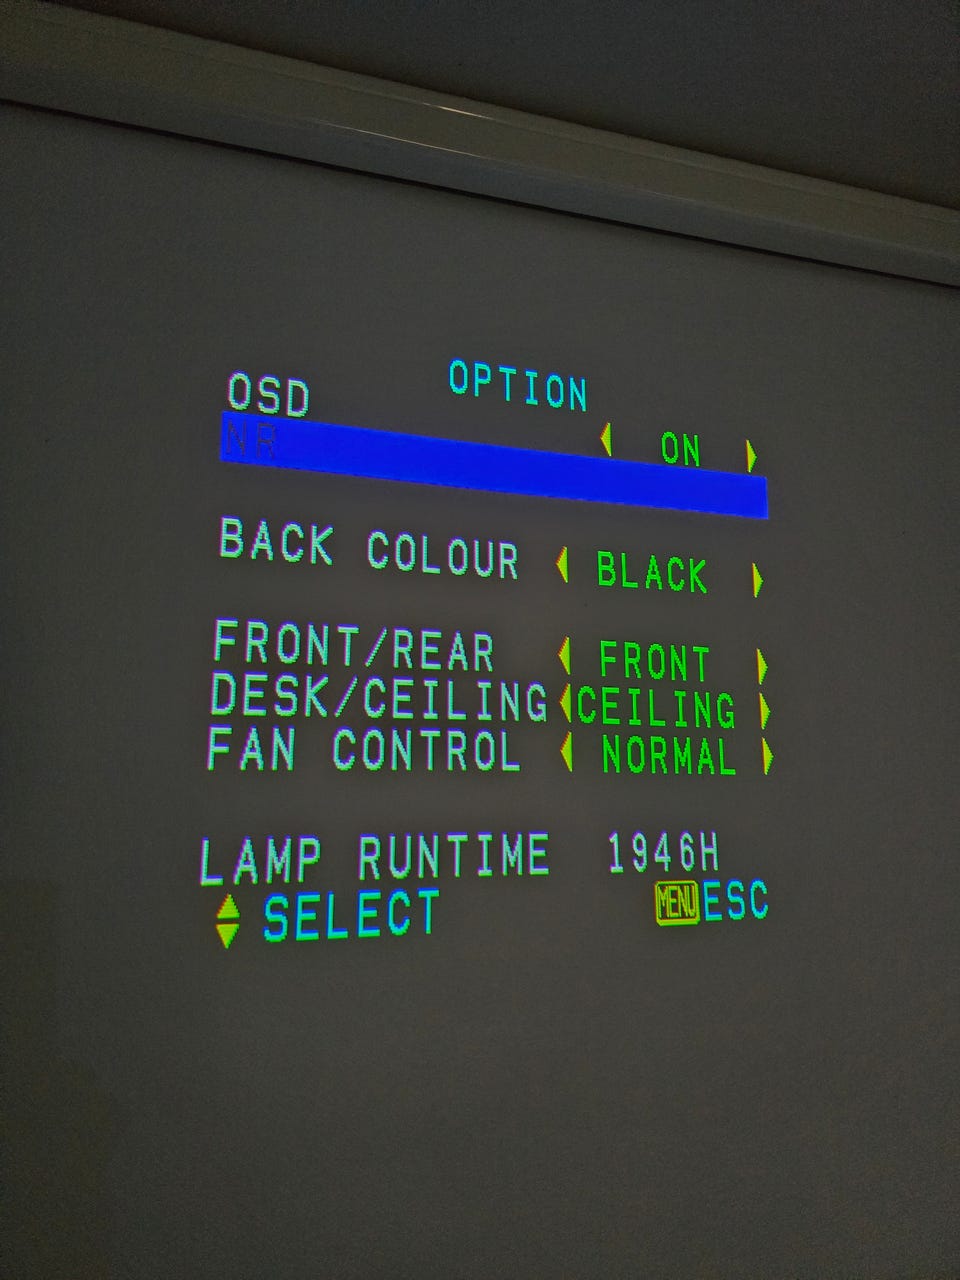 OPTION
OSD ON
NR
BACK COLOUR BLACK
FRONT/REAR FRONT
DESK/CEILING CEILING
FAN CONTROL NORMAL
LAMP RUNTIME 1946H
SELECT MENU ESC